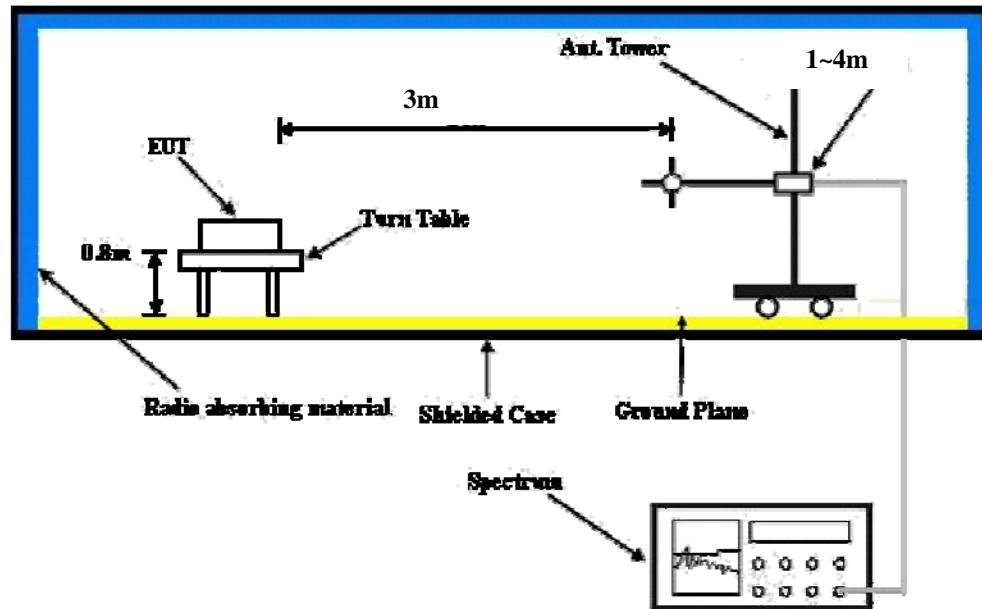 Ant. Tower
1~4m
3m
EUT
Turn Table
0.8m
Radio absorbing material
Shielded Case
Ground Plane
Spectrum